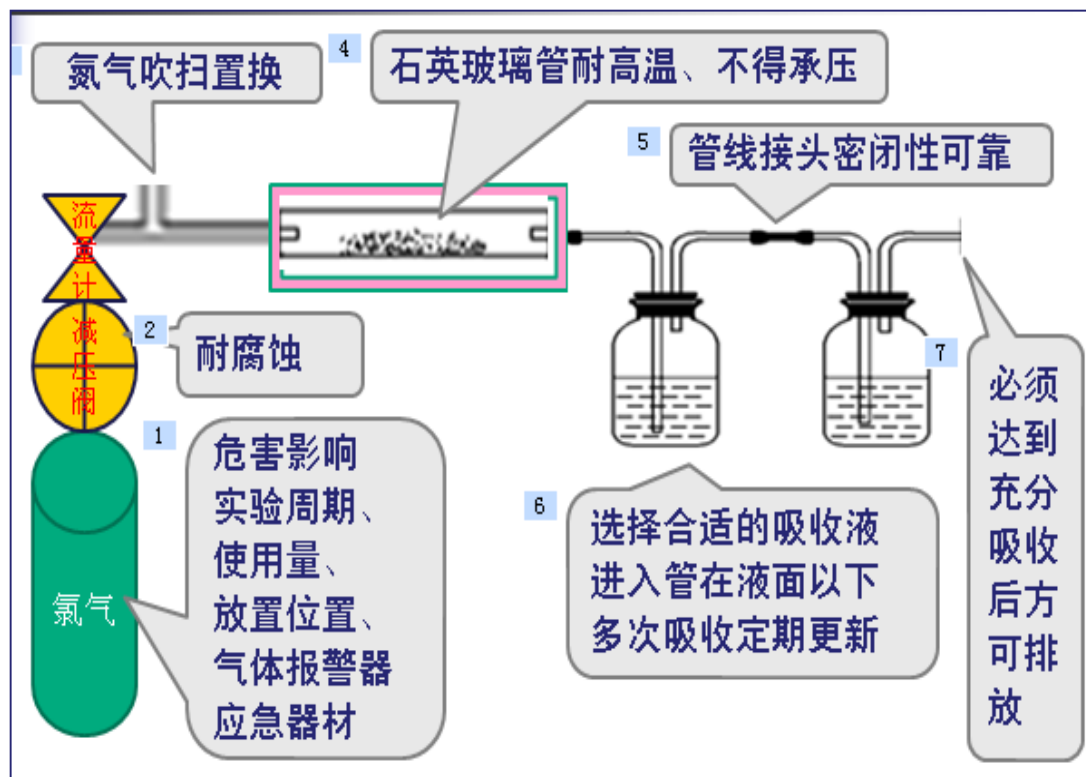 氮气吹扫置换
4
石英玻璃管耐高温、不得承压
5
管线接头密闭性可靠
流量计
减压阀
2
耐腐蚀
1
危害影响
实验周期、
使用量、
放置位置、
气体报警器
应急器材
氯气
6
选择合适的吸收液
进入管在液面以下
多次吸收定期更新
7
必须
达到
充分
吸收
后方
可排
放